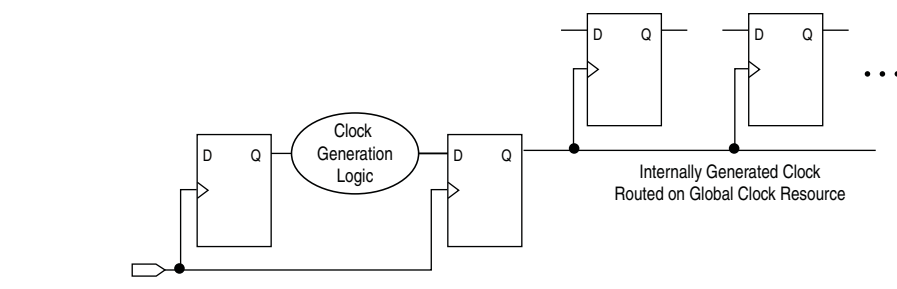 D Q
D Q
Clock
Generation
Logic
D Q
D Q
Internally Generated Clock
Routed on Global Clock Resource